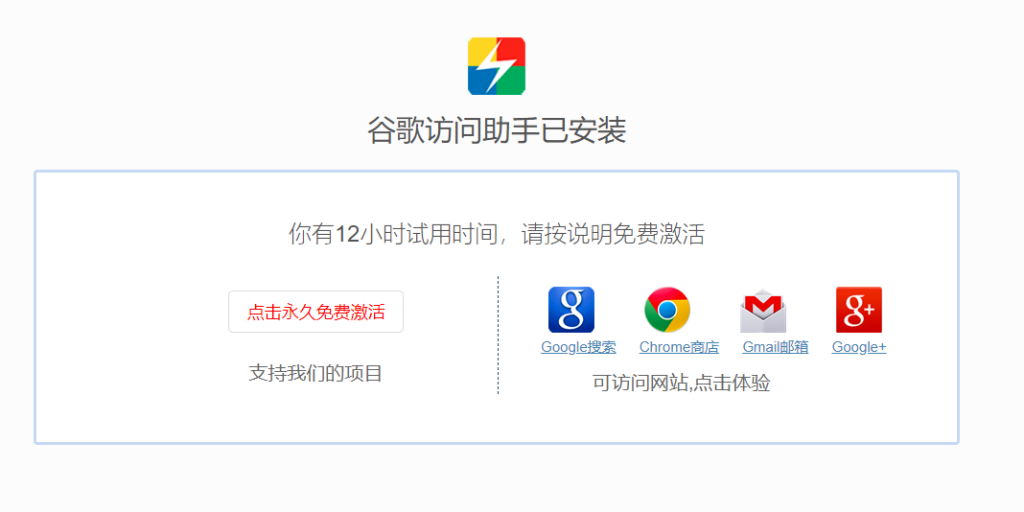 谷歌访问助手已安装
你有12小时试用时间，请按说明免费激活
点击永久免费激活
支持我们的项目
g
g+
Google搜索
Chrome商店
Gmail邮箱
Google+
可访问网站,点击体验